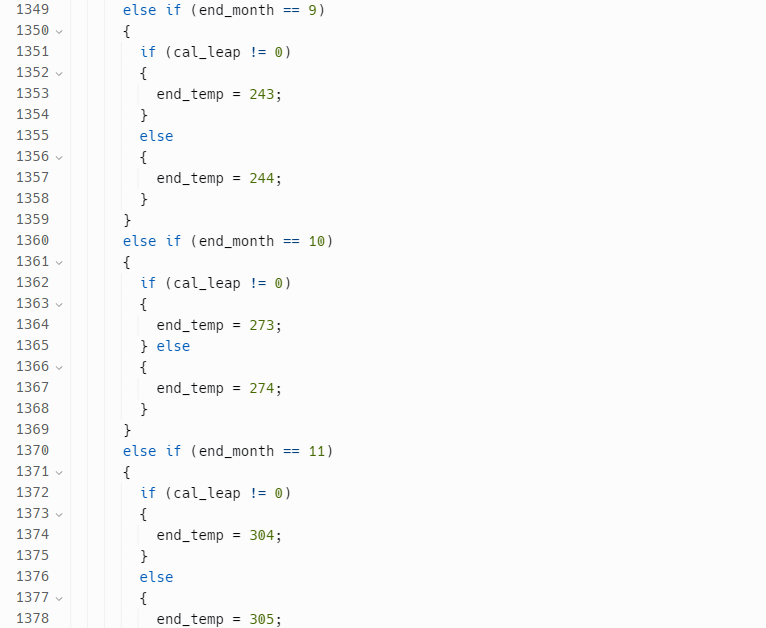 1349 else if (end_month == 9)
1350 {
1351 if (cal_leap != 0)
1352 {
1353 end_temp = 243;
1354 }
1355 else
1356 {
1357 end_temp = 244;
1358 }
1359 }
1360 else if (end_month == 10)
1361 {
1362 if (cal_leap != 0)
1363 {
1364 end_temp = 273;
1365 } else
1366 {
1367 end_temp = 274;
1368 }
1369 }
1370 else if (end_month == 11)
1371 {
1372 if (cal_leap != 0)
1373 {
1374 end_temp = 304;
1375 }
1376 else
1377 {
1378 end_temp = 305;